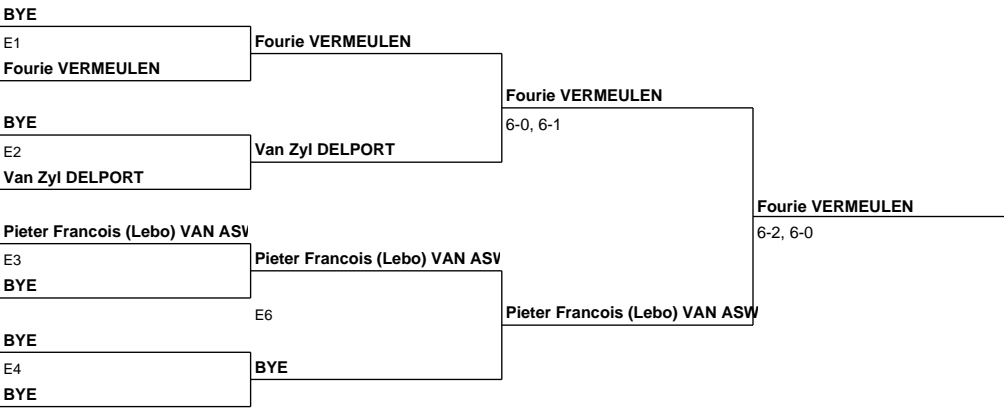 BYE
E1
Fourie VERMEULEN
Fourie VERMEULEN
BYE
E2
Van Zyl DELPORT
Van Zyl DELPORT
Fourie VERMEULEN
6-0, 6-1
Pieter Francois (Lebo) VAN ASW
E3
BYE
Pieter Francois (Lebo) VAN ASW
E6
BYE
E4
BYE
BYE
Pieter Francois (Lebo) VAN ASW
Fourie VERMEULEN
6-2, 6-0